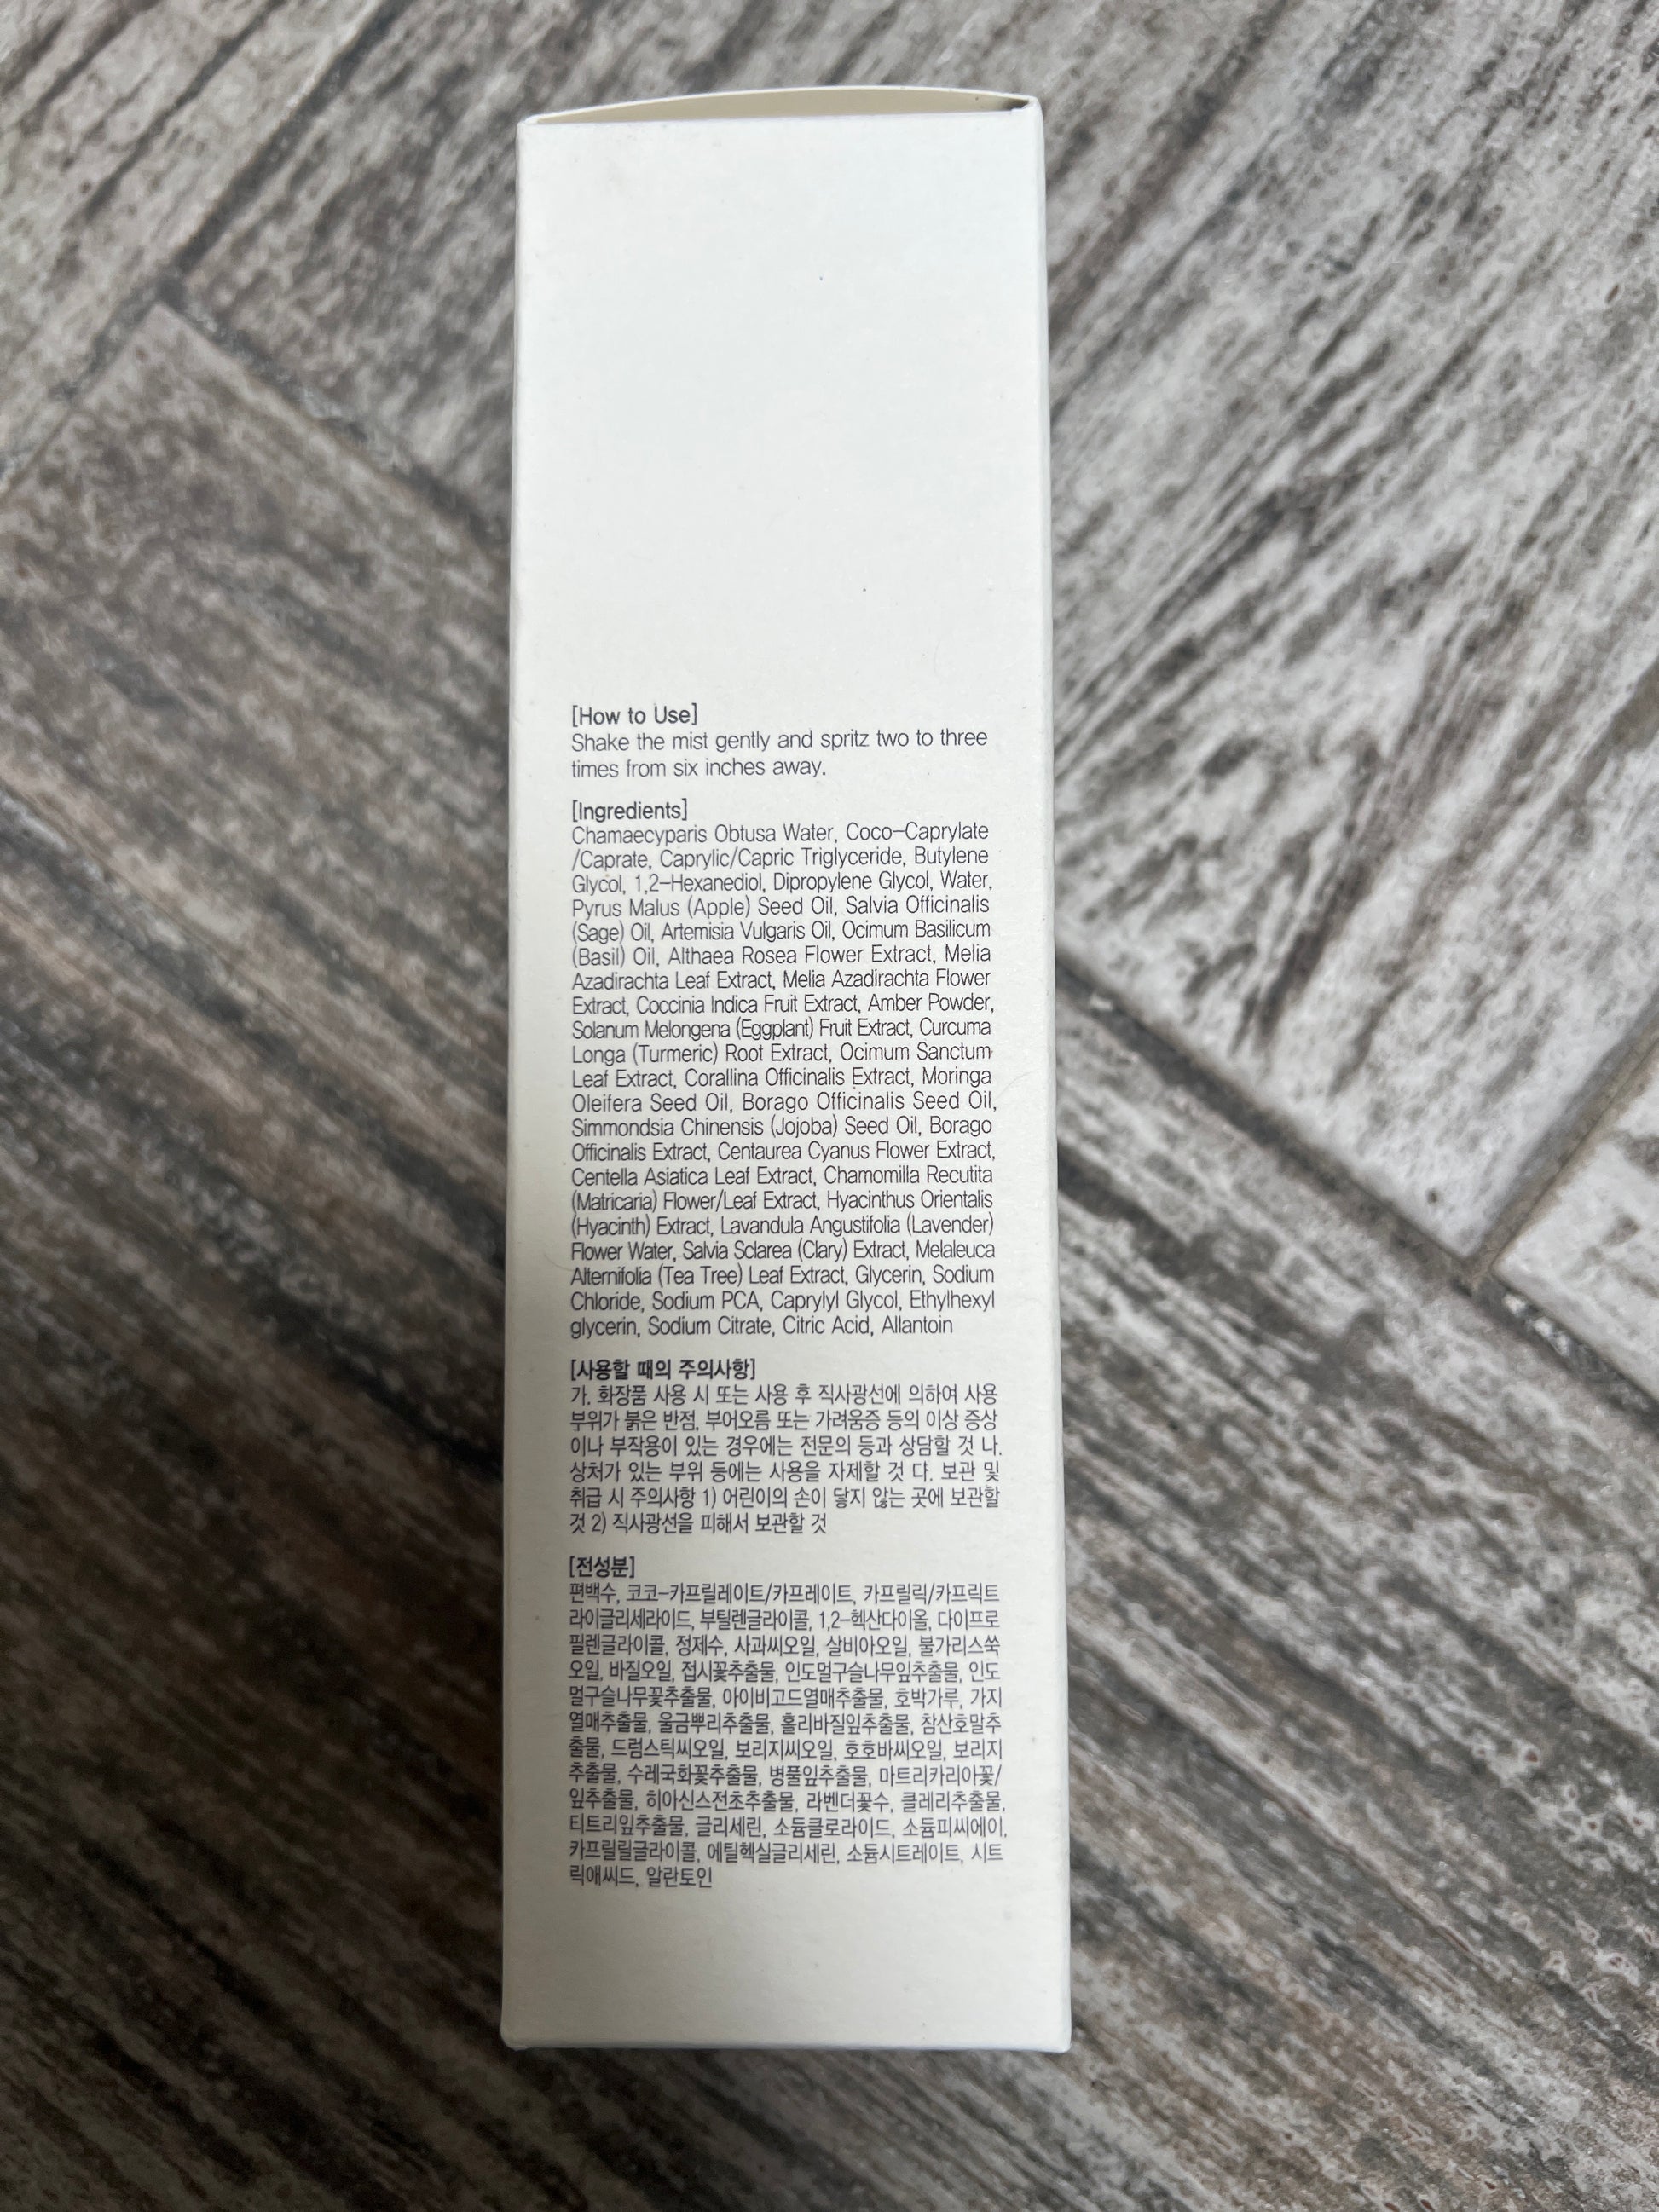 [How to Use]
Shake the mist gently and spritz two to three
times from six inches away.
[Ingredients]
Chamaecyparis Obtusa Water, Coco-Caprylate
/Caprate, Caprylic/Capric Triglyceride, Butylene
Glycol, 1,2-Hexanediol, Dipropylene Glycol, Water,
Pyrus Malus (Apple) Seed Oil, Salvia Officinalis
(Sage) Oil, Artemisia Vulgaris Oil, Ocimum Basilicum
(Basil) Oil, Althaea Rosea Flower Extract, Melia
Azadirachta Leaf Extract, Melia Azadirachta Flower
Extract, Coccinia Indica Fruit Extract, Amber Powder,
Solanum Melongena (Eggplant) Fruit Extract, Curcuma
Longa (Turmeric) Root Extract, Ocimum Sanctum
Leaf Extract, Corallina Officinalis Extract, Moringa
Oleifera Seed Oil, Borago Officinalis Seed Oil,
Simmondsia Chinensis (Jojoba) Seed Oil, Borago
Officinalis Extract, Centaurea Cyanus Flower Extract,
Centella Asiatica Leaf Extract, Chamomilla Recutita
(Matricaria) Flower/Leaf Extract, Hyacinthus Orientalis
(Hyacinth) Extract, Lavandula Angustifolia (Lavender)
Flower Water, Salvia Sclarea (Clary) Extract, Melaleuca
Alternifolia (Tea Tree) Leaf Extract, Glycerin, Sodium
Chloride, Sodium PCA, Caprylyl Glycol, Ethylhexyl
glycerin, Sodium Citrate, Citric Acid, Allantoin
[사용할 때의 주의사항]
가. 화장품 사용 시 또는 사용 후 직사광선에 의하여 사용
부위가 붉은 반점, 부어오름 또는 가려움증 등의 이상 증상
이나 부작용이 있는 경우에는 전문의 등과 상담할 것 나.
상처가 있는 부위 등에는 사용을 자제할 것 다. 보관 및
취급 시 주의사항 1) 어린이의 손이 닿지 않는 곳에 보관할
것 2) 직사광선을 피해서 보관할 것
[전성분]
편백수, 코코-카프릴레이트/카프레이트, 카프릴릭/카프릭트
라이글리세라이드, 부틸렌글라이콜, 1,2-헥산다이올, 다이프로
필렌글라이콜, 정제수, 사과씨오일, 살비아오일, 불가리스쑥
오일, 바질오일, 접시꽃추출물, 인도멀구슬나무잎추출물, 인도
멀구슬나무꽃추출물, 아이비고드열매추출물, 호박가루, 가지
열매추출물, 울금뿌리추출물, 홀리바질잎추출물, 참산호말추
출물, 드럼스틱씨오일, 보리지씨오일, 호호바씨오일, 보리지
추출물, 수레국화꽃추출물, 병풀잎추출물, 마트리카리아꽃/
잎추출물, 히아신스전초추출물, 라벤더꽃수, 클레리추출물,
티트리잎추출물, 글리세린, 소듐클로라이드, 소듐피씨에이,
카프릴릴글라이콜, 에틸헥실글리세린, 소듐시트레이트, 시트
릭애씨드, 알란토인